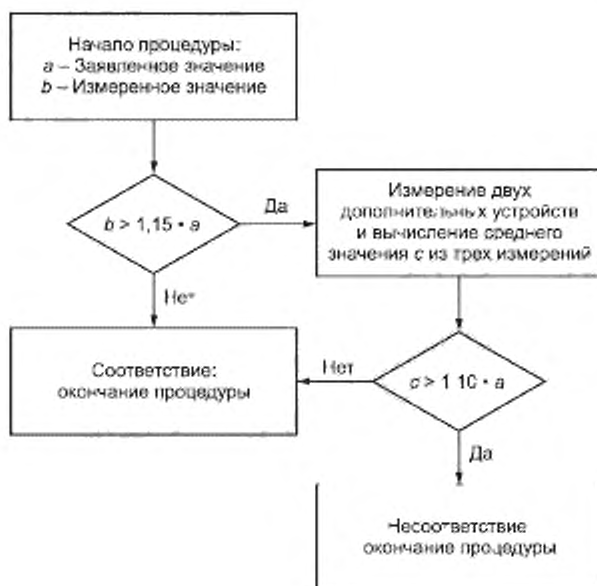 Начало процедуры:
a – Заявленное значение
b – Измеренное значение
b > 1,15 • a
Да
Измерение двух
дополнительных устройств
и вычисление среднего
значения c из трех измерений
Нет
Соответствие:
окончание процедуры
Нет
c > 1 10 • a
Да
Несоответствие
окончание процедуры